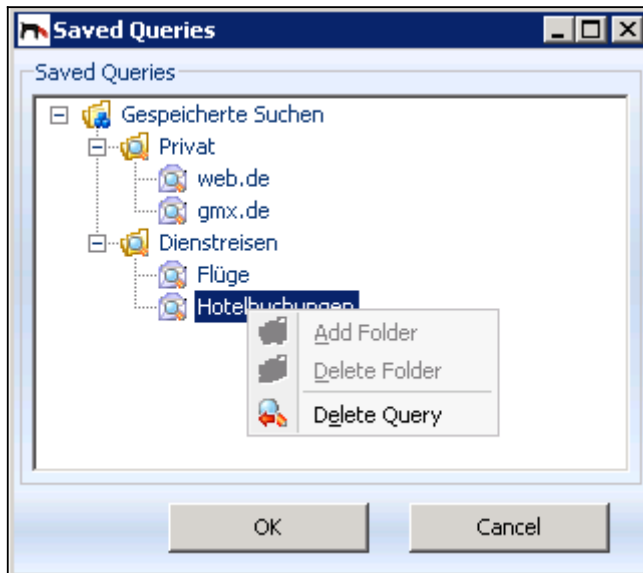 Saved Queries
Saved Queries
Gespeicherte Suchen
Privat
web.de
gmx.de
Dienstreisen
Flüge
Hotelbuchungen
Add Folder
Delete Folder
Delete Query
OK
Cancel